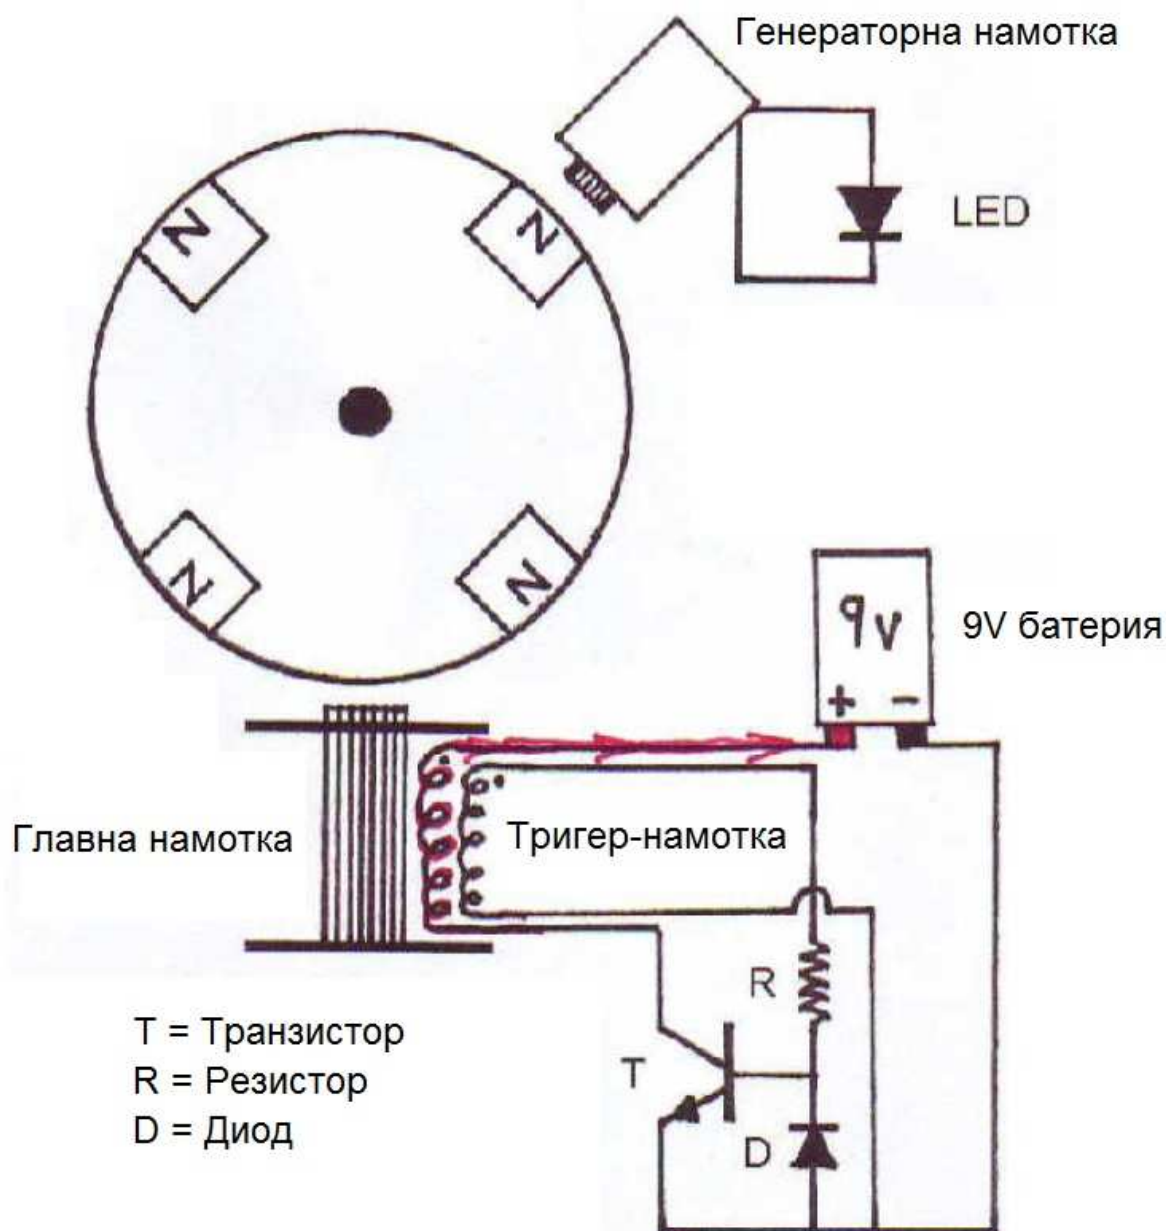 Генераторна намотка
LED
N
N
N
N
9V
9V батерия
+ -
Главна намотка
Тригер-намотка
R
T
D
T = Транзистор
R = Резистор
D = Диод